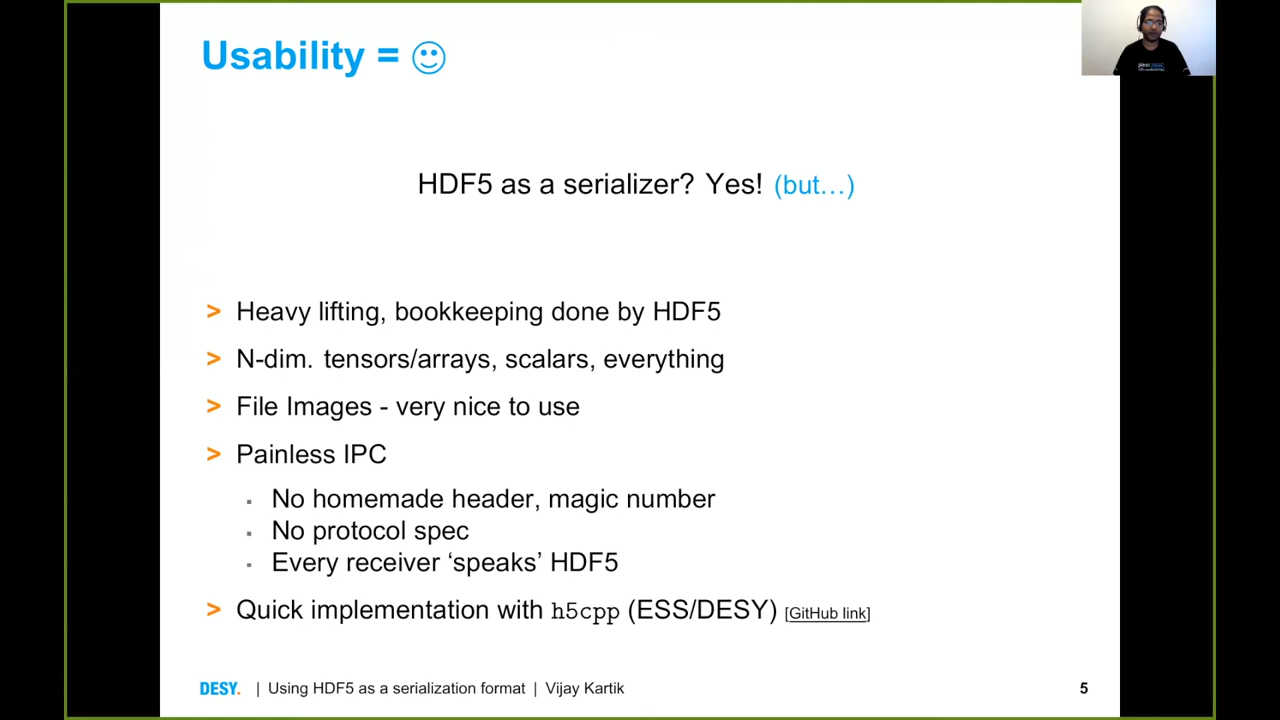 Usability = ☺
HDF5 as a serializer? Yes! (but…)
> Heavy lifting, bookkeeping done by HDF5
> N-dim. tensors/arrays, scalars, everything
> File Images - very nice to use
> Painless IPC
▪ No homemade header, magic number
▪ No protocol spec
▪ Every receiver ‘speaks’ HDF5
> Quick implementation with h5cpp (ESS/DESY) [GitHub link]
DESY. | Using HDF5 as a serialization format | Vijay Kartik
5